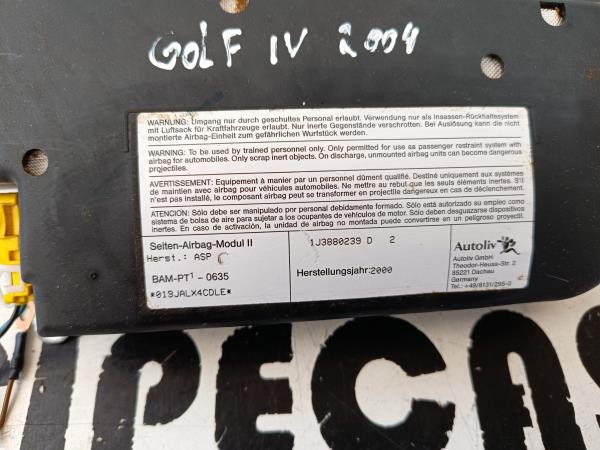 GOLF IV 2004
WARNUNG: Umgang nur durch geschultes Personal erlaubt. Verwendung nur als Insassen-Rückhaltesystem
mit Luftsack für Kraftfahrzeuge erlaubt. Nur inerte Gegenstände verschrotten. Bei Auslösung kann die nicht
montierte Airbag-Einheit zum gefährlichen Wurfstück werden.
WARNING: To be used by trained personnel only. Only permitted for use aa passenger restraint system with
airbag for automobiles. Only scrap inert objects. On discharge, unmounted airbag units can become dangerous
projectiles.
AVERTISSEMENT: Equipement à manier par un personnel dûment qualifié. Destiné uniquement aux systèmes
de maintien avec airbag pour véhicules automobiles. Ne mettre au rebut que les seuls éléments inertes. S'il
n'est pas installé, le composant airbag peut se transformer en projectile dangereux en cas de déclenchement.
ATENCIÓN: Sólo debe ser manipulado por personal debidamente formado. Sólo está autorizado su empleo como
sistema de bolsa de aire para sujetar a los ocupantes de vehículos de motor. Sólo deben desguazarse dispositivos
inertes. En caso de activación, la unidad de airbag no montada puede convertirse en un peligroso proyectil.
Seiten-Airbag-Modul II
Herst.: ASP
BAM-PT¹ - 0635
*019JALX4CDLE*
1J3880239 D 2
Herstellungsjahr:2000
Autoliv
Autoliv GmbH
Theodor-Heuss-Str. 2
85221 Dachau
Germany
Tel.: +49/8131/295-0
IPECAS